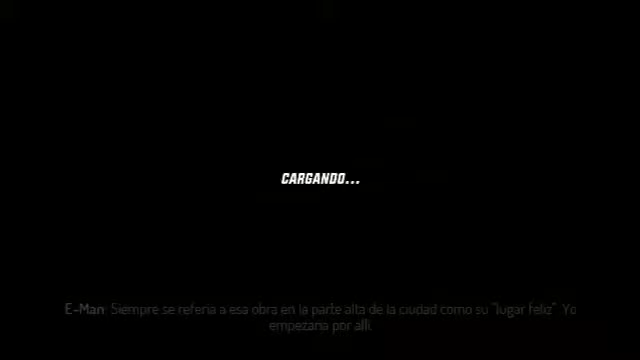 CARGANDO...
E-Man: Siempre se refería a esa obra en la parte alta de la ciudad como su "lugar feliz". Yo
empezaría por allí.